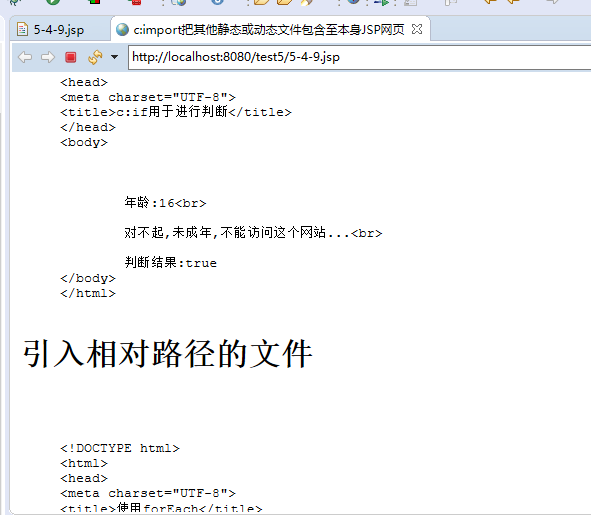 5-4-9.jsp
c:import把其他静态或动态文件包含至本身JSP网页
http://localhost:8080/test5/5-4-9.jsp
<head>
<meta charset="UTF-8">
<title>c:if用于进行判断</title>
</head>
<body>
年龄:16<br>
对不起,未成年,不能访问这个网站...<br>
判断结果:true
</body>
</html>
引入相对路径的文件
<!DOCTYPE html>
<html>
<head>
<meta charset="UTF-8">
<title>使用forEach</title>